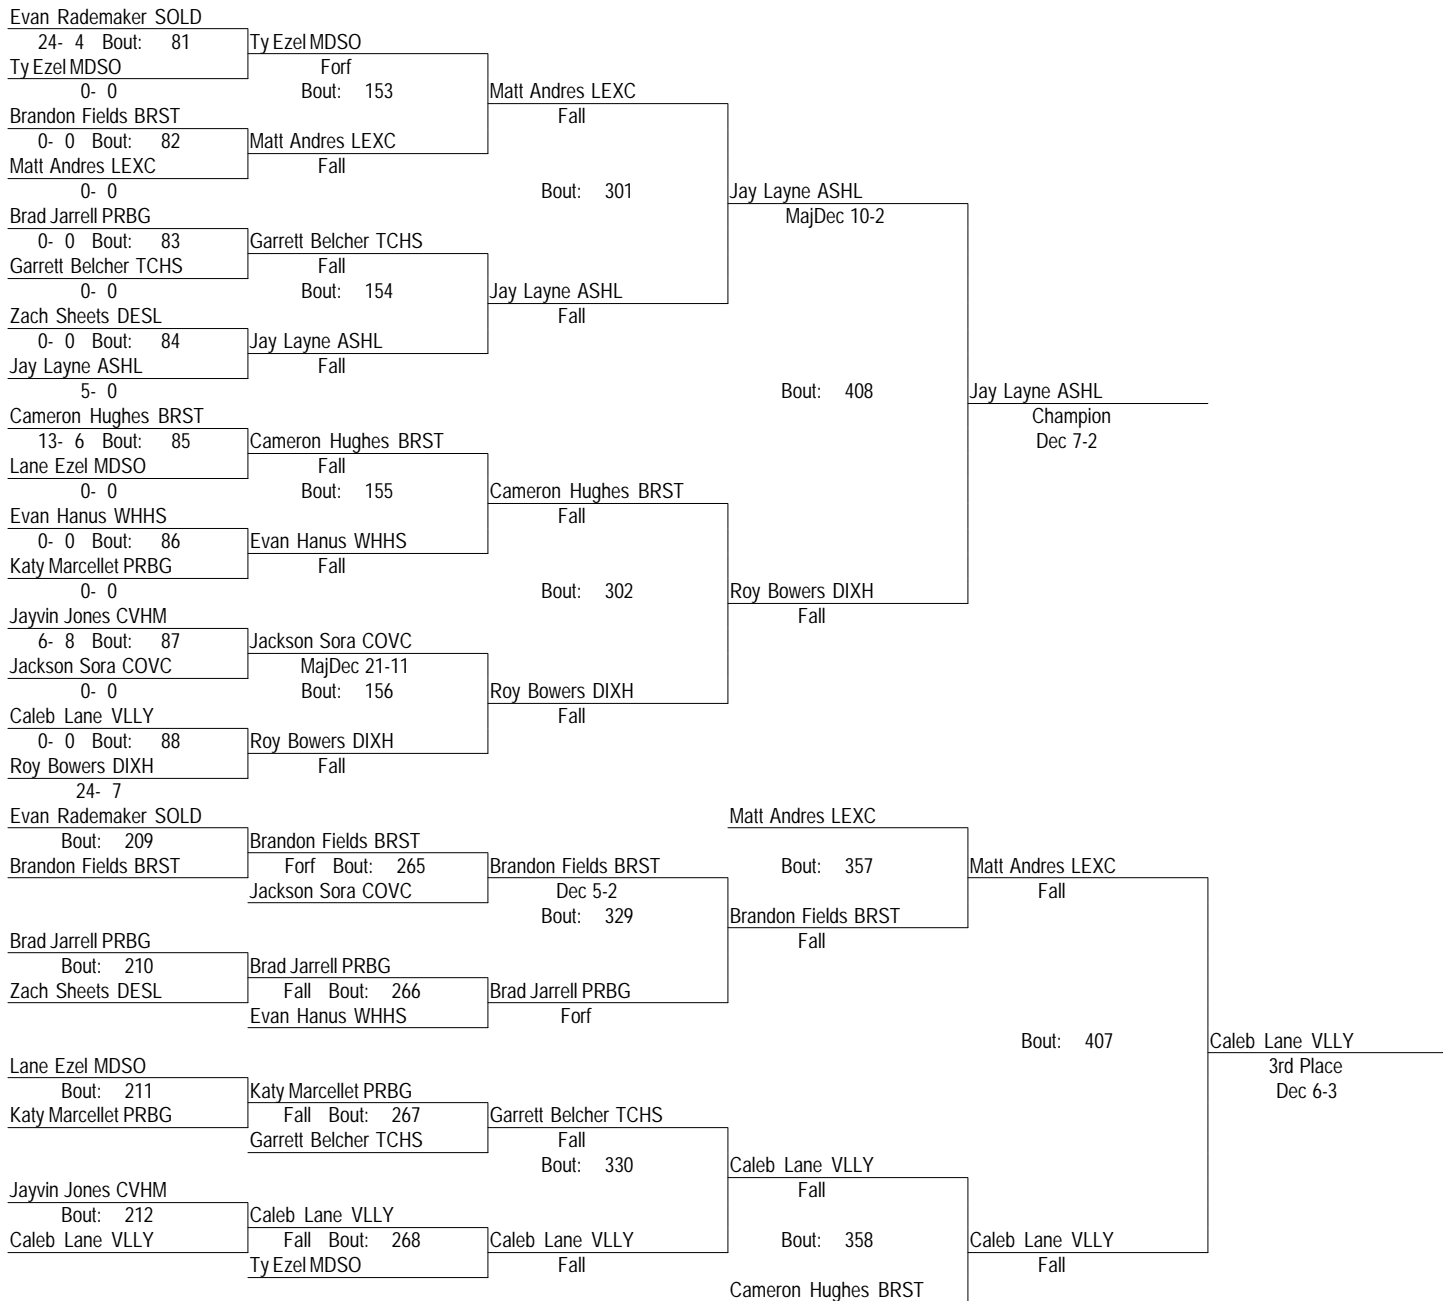 Evan Rademaker SOLD
24- 4 Bout: 81 Ty Ezel MDSO
Ty Ezel MDSO Forf
0- 0 Bout: 153 Matt Andres LEXC
Brandon Fields BRST Fall
0- 0 Bout: 82 Matt Andres LEXC
Matt Andres LEXC Fall
0- 0 Bout: 301 Jay Layne ASHL
Brad Jarrell PRBG MajDec 10-2
0- 0 Bout: 83 Garrett Belcher TCHS
Garrett Belcher TCHS Fall
0- 0 Bout: 154 Jay Layne ASHL
Zach Sheets DESL Fall
0- 0 Bout: 84 Jay Layne ASHL
Jay Layne ASHL Fall
5- 0 Bout: 408 Jay Layne ASHL
Cameron Hughes BRST Champion
13- 6 Bout: 85 Cameron Hughes BRST Dec 7-2
Lane Ezel MDSO Fall
0- 0 Bout: 155 Cameron Hughes BRST
Evan Hanus WHHS Fall
0- 0 Bout: 86 Evan Hanus WHHS
Katy Marcellet PRBG Fall
0- 0 Bout: 302 Roy Bowers DIXH
Jayvin Jones CVHM Fall
6- 8 Bout: 87 Jackson Sora COVC
Jackson Sora COVC MajDec 21-11
0- 0 Bout: 156 Roy Bowers DIXH
Caleb Lane VLLY Fall
0- 0 Bout: 88 Roy Bowers DIXH
Roy Bowers DIXH Fall
24- 7
Evan Rademaker SOLD Matt Andres LEXC
Bout: 209 Brandon Fields BRST
Brandon Fields BRST Forf Bout: 265 Brandon Fields BRST Bout: 357 Matt Andres LEXC
Jackson Sora COVC Dec 5-2 Fall
Bout: 329 Brandon Fields BRST
Brad Jarrell PRBG Fall
Bout: 210 Brad Jarrell PRBG
Zach Sheets DESL Fall Bout: 266 Brad Jarrell PRBG
Evan Hanus WHHS Forf
Bout: 407 Caleb Lane VLLY
Lane Ezel MDSO 3rd Place
Bout: 211 Katy Marcellet PRBG Dec 6-3
Katy Marcellet PRBG Fall Bout: 267 Garrett Belcher TCHS
Garrett Belcher TCHS Fall
Bout: 330 Caleb Lane VLLY
Jayvin Jones CVHM Fall
Bout: 212 Caleb Lane VLLY
Caleb Lane VLLY Fall Bout: 268 Caleb Lane VLLY Bout: 358 Caleb Lane VLLY
Ty Ezel MDSO Fall Fall
Cameron Hughes BRST